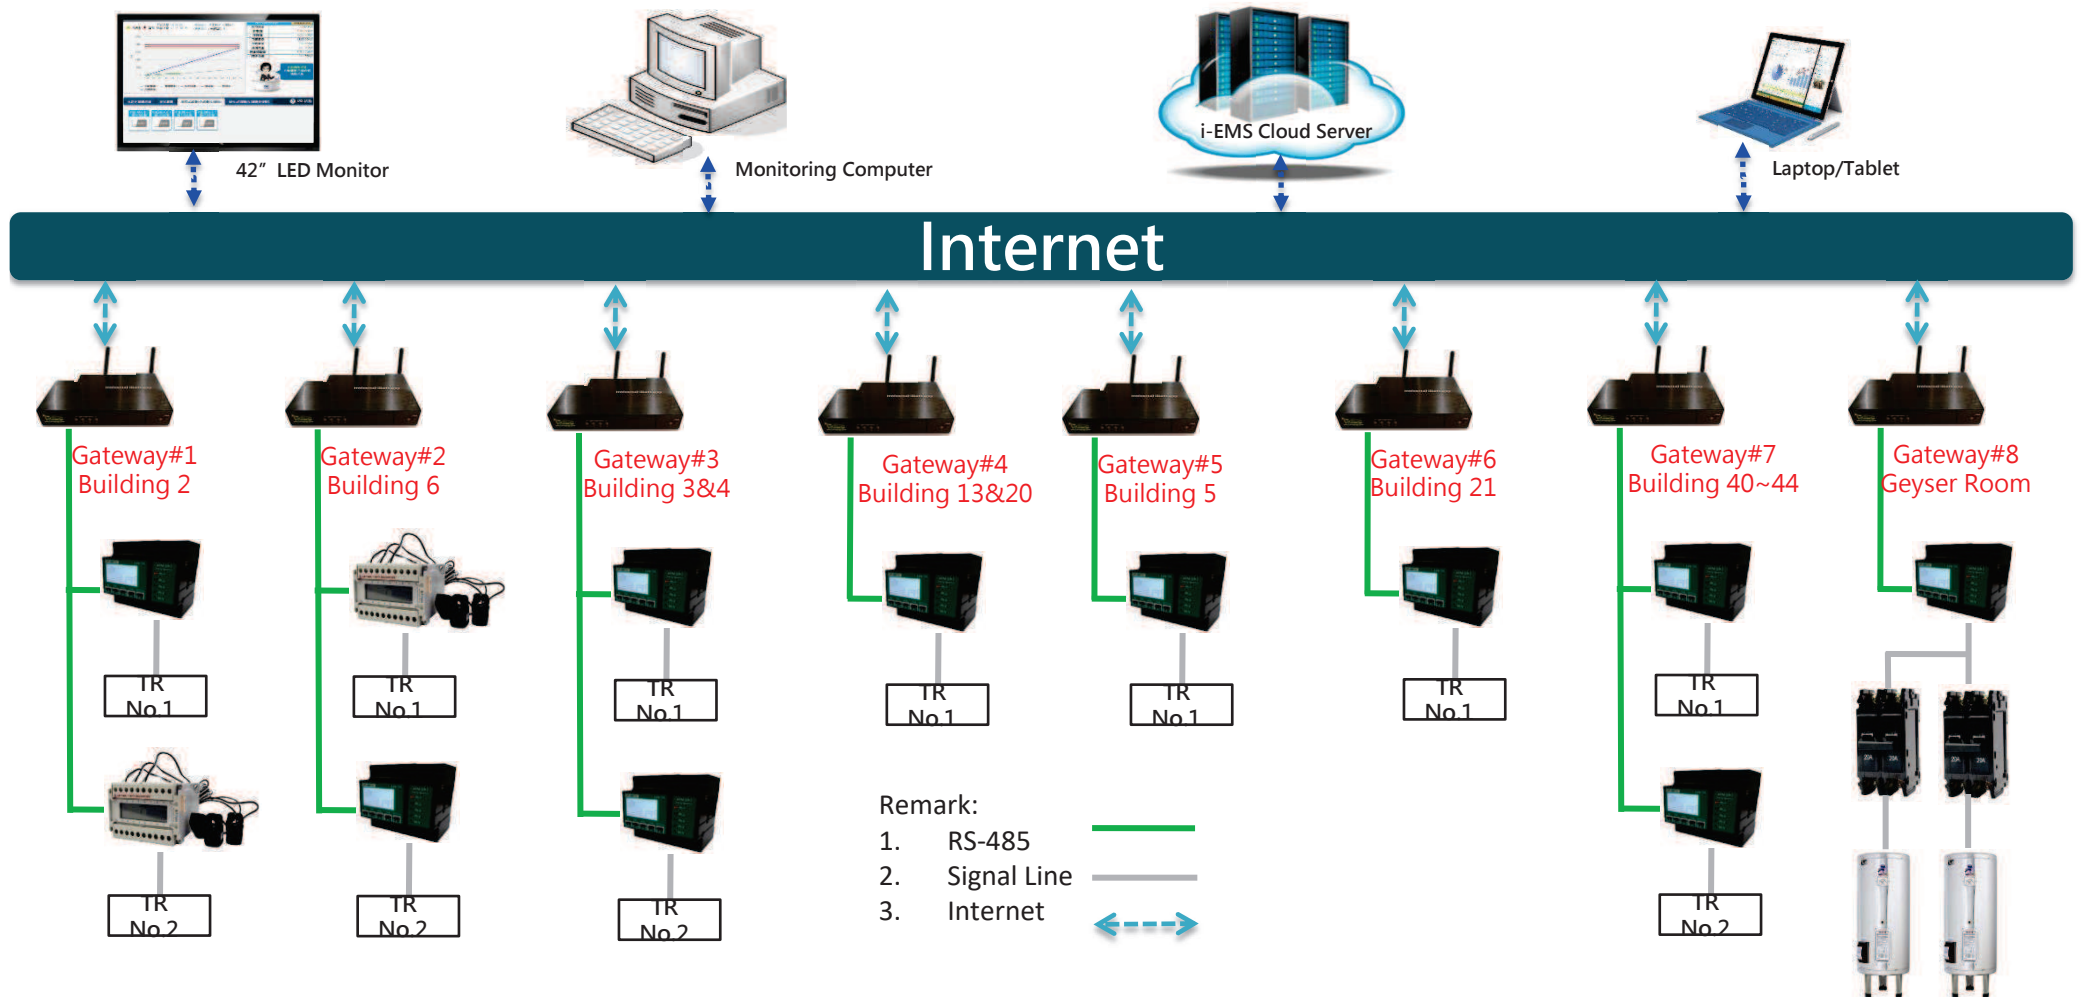 i-EMS Cloud Server
42” LED Monitor
Monitoring Computer
Laptop/Tablet
Internet
Gateway#1
Building 2
Gateway#2
Building 6
Gateway#3
Building 3&4
Gateway#4
Building 13&20
Gateway#5
Building 5
Gateway#6
Building 21
Gateway#7
Building 40~44
Gateway#8
Geyser Room
TR
No.1
TR
No.1
TR
No.1
TR
No.1
TR
No.1
TR
No.1
TR
No.1
20A 20A
20A 20A
TR
No.2
TR
No.2
TR
No.2
TR
No.2
Remark:
1. RS-485
2. Signal Line
3. Internet